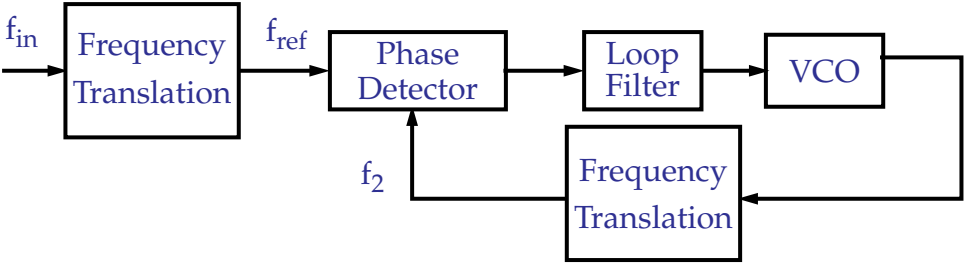 f_in
Frequency
Translation
f_ref
Phase
Detector
Loop
Filter
VCO
f_2
Frequency
Translation